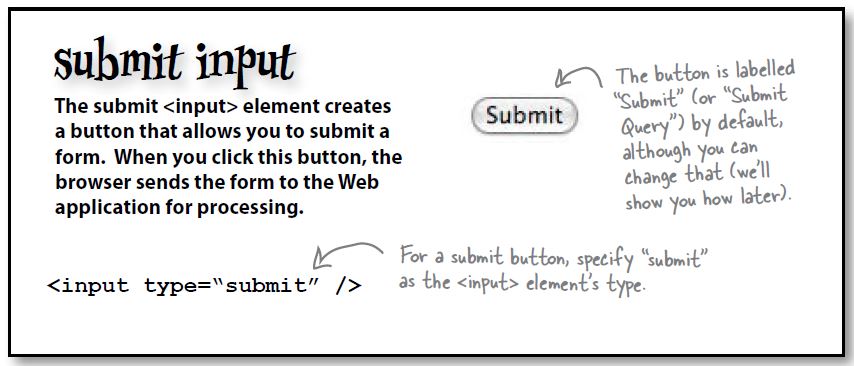 submit input
The submit <input> element creates
a button that allows you to submit a
form.  When you click this button, the
browser sends the form to the Web
application for processing.
Submit
The button is labelled
“Submit” (or “Submit
Query”) by default,
although you can
change that (we’ll
show you how later).
For a submit button, specify “submit”
as the <input> element’s type.
<input type=“submit” />